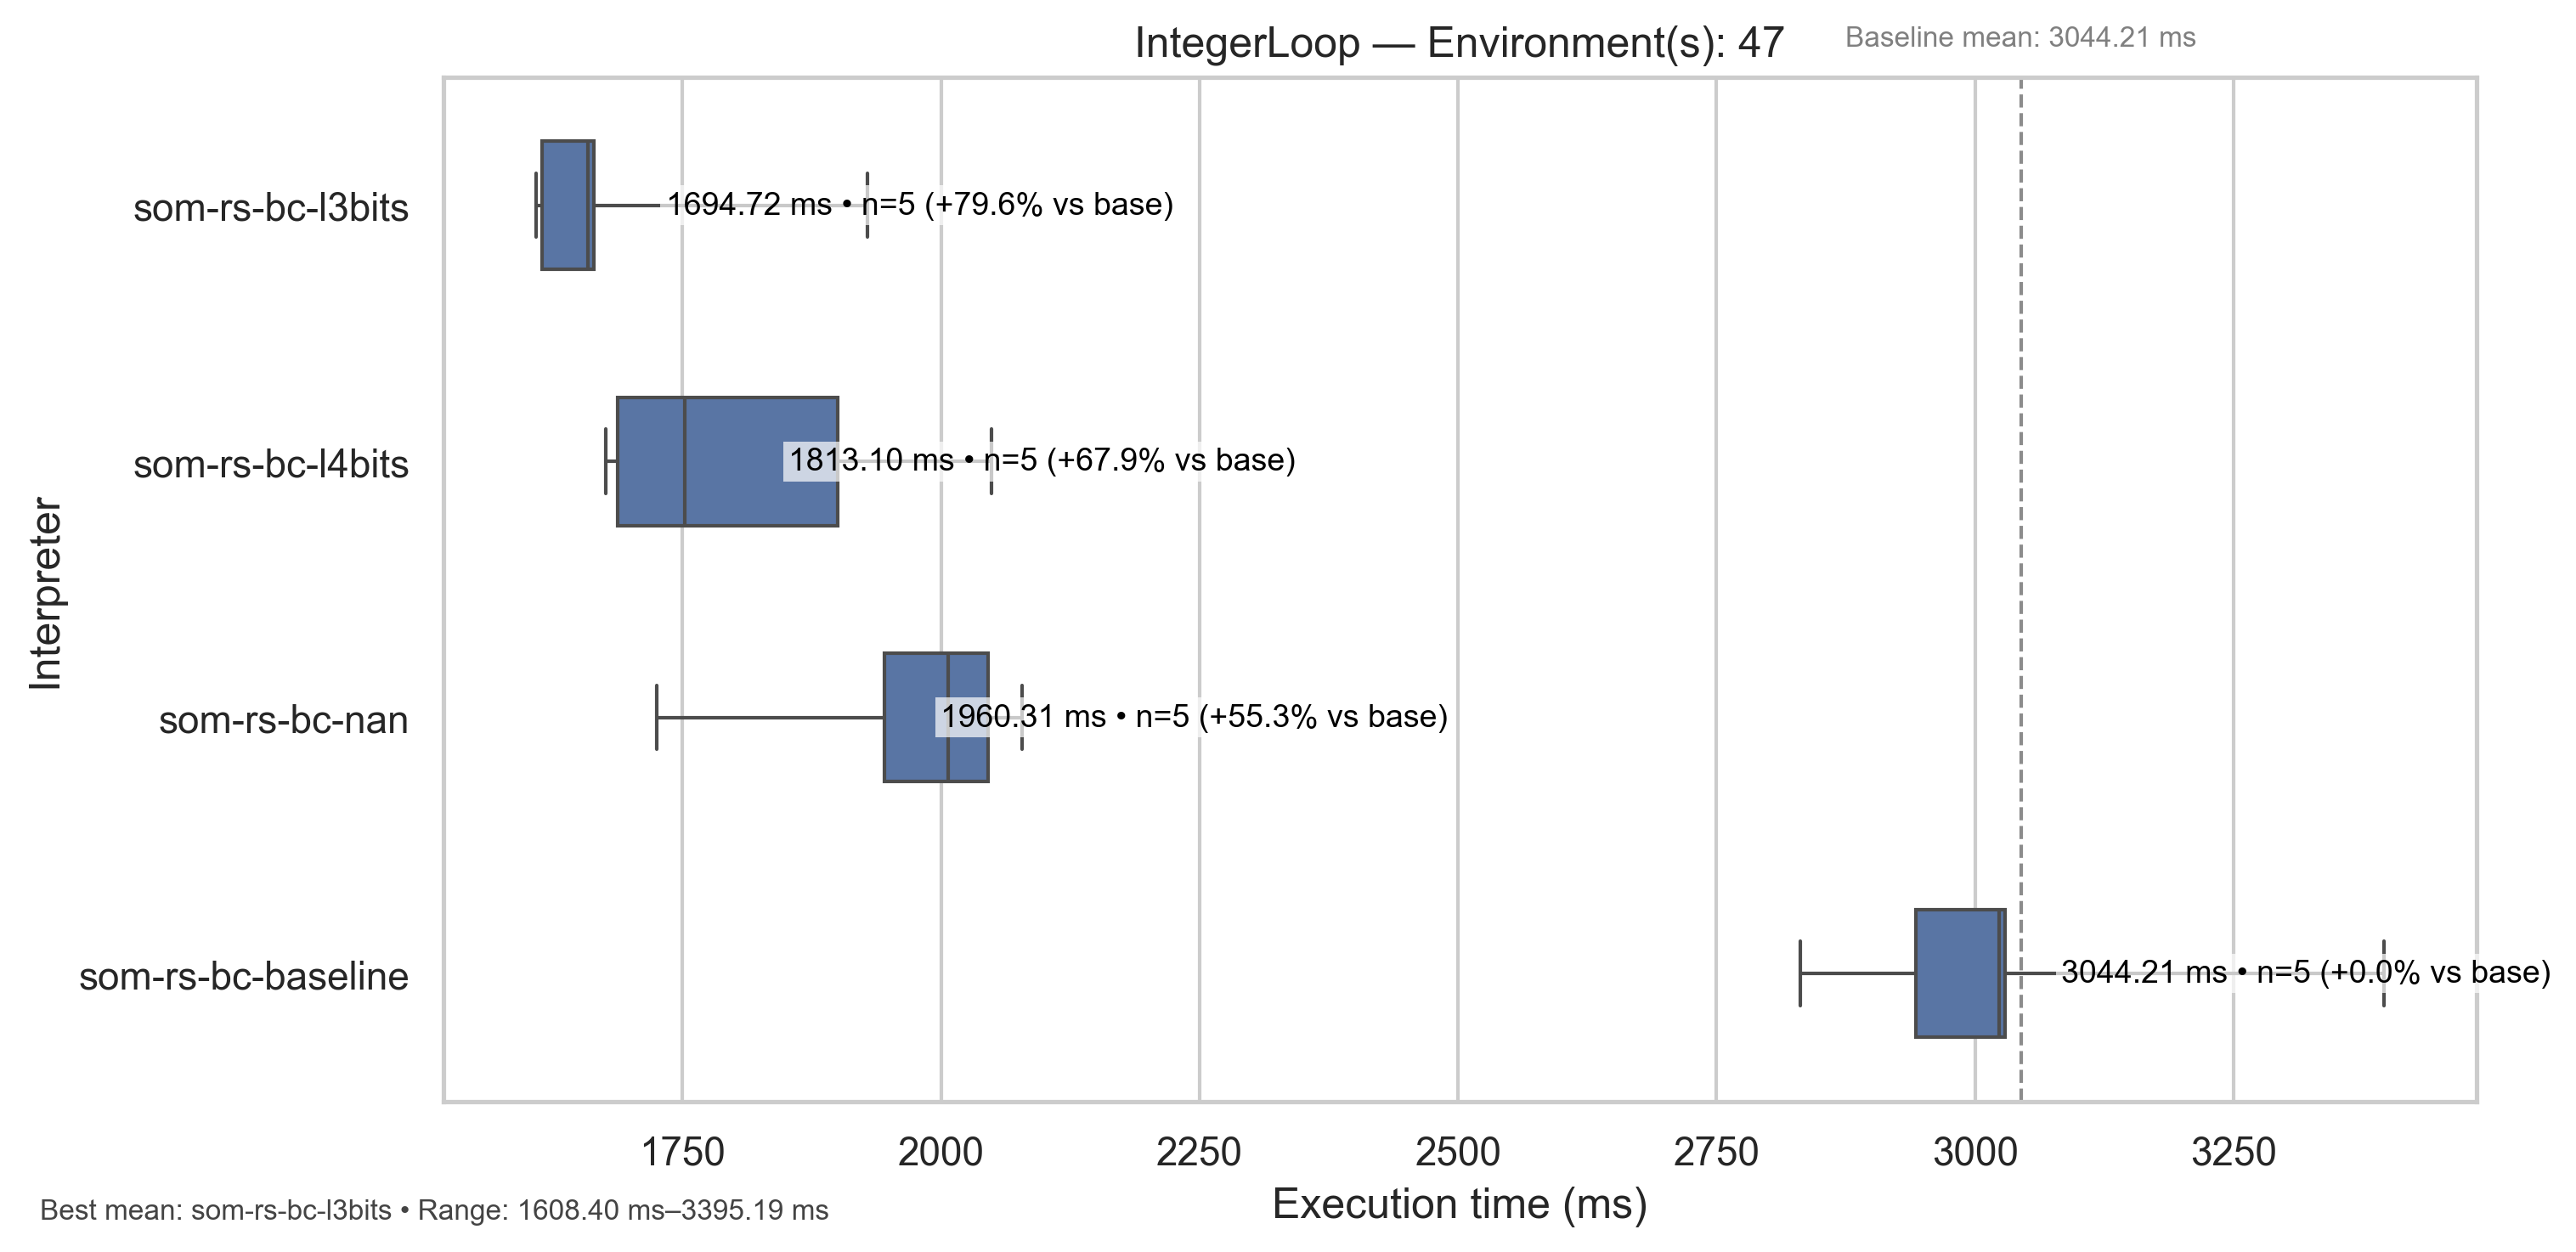 IntegerLoop — Environment(s): 47
Baseline mean: 3044.21 ms
Interpreter
som-rs-bc-l3bits
1694.72 ms • n=5 (+79.6% vs base)
som-rs-bc-l4bits
1813.10 ms • n=5 (+67.9% vs base)
som-rs-bc-nan
1960.31 ms • n=5 (+55.3% vs base)
som-rs-bc-baseline
3044.21 ms • n=5 (+0.0% vs base)
1750 2000 2250 2500 2750 3000 3250
Execution time (ms)
Best mean: som-rs-bc-l3bits • Range: 1608.40 ms–3395.19 ms